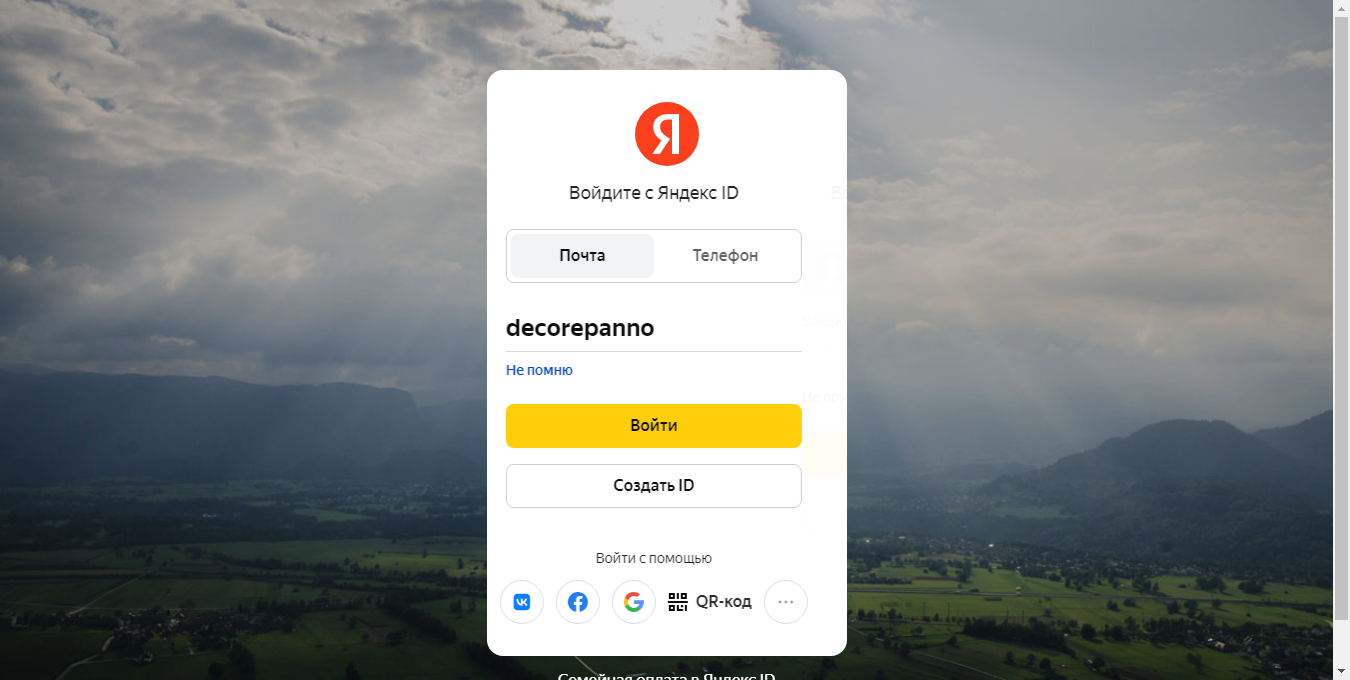 Я
Войдите с Яндекс ID
Почта Телефон
decorepanno
Не помню
Войти
Создать ID
Войти с помощью
QR-код
Семейная оплата в Яндекс ID